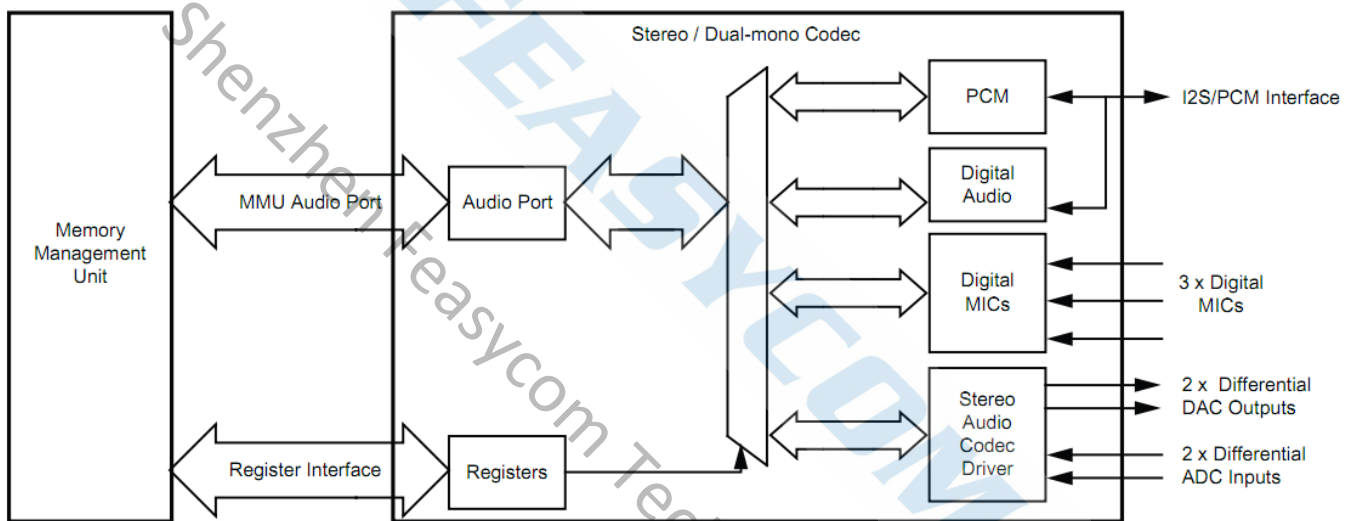 Stereo / Dual-mono Codec
PCM
I2S/PCM Interface
MMU Audio Port
Audio Port
Digital
Audio
Memory
Management
Unit
Digital
MICs
3 x Digital
MICs
Stereo
Audio
Codec
Driver
2 x Differential
DAC Outputs
2 x Differential
ADC Inputs
Register Interface
Registers
Shenzhen Feasycom Tec
FEASYCOM